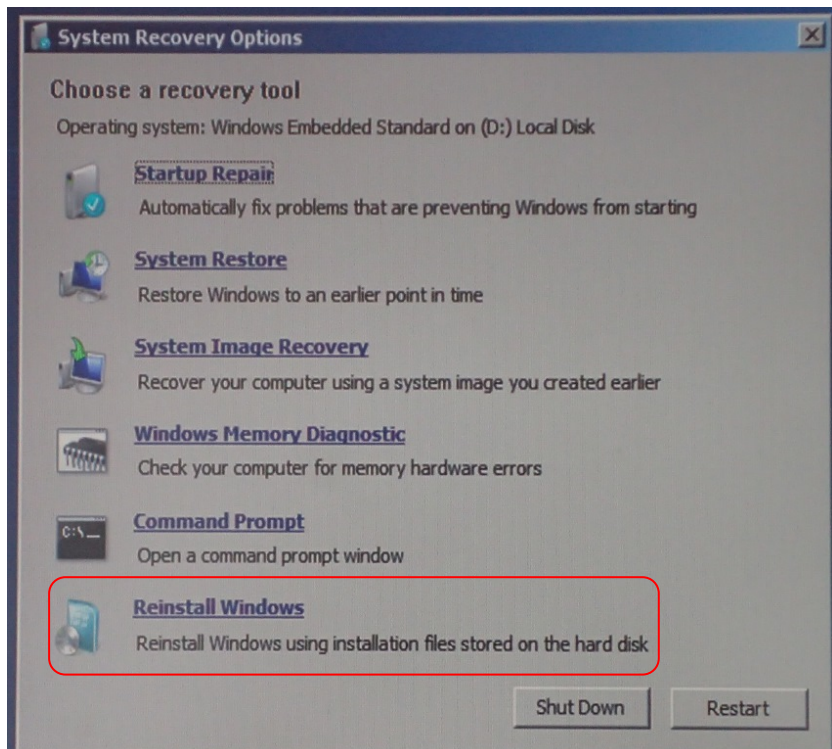 System Recovery Options
Choose a recovery tool
Operating system: Windows Embedded Standard on (D:) Local Disk
Startup Repair
Automatically fix problems that are preventing Windows from starting
System Restore
Restore Windows to an earlier point in time
System Image Recovery
Recover your computer using a system image you created earlier
Windows Memory Diagnostic
Check your computer for memory hardware errors
C:\_
Command Prompt
Open a command prompt window
Reinstall Windows
Reinstall Windows using installation files stored on the hard disk
Shut Down
Restart